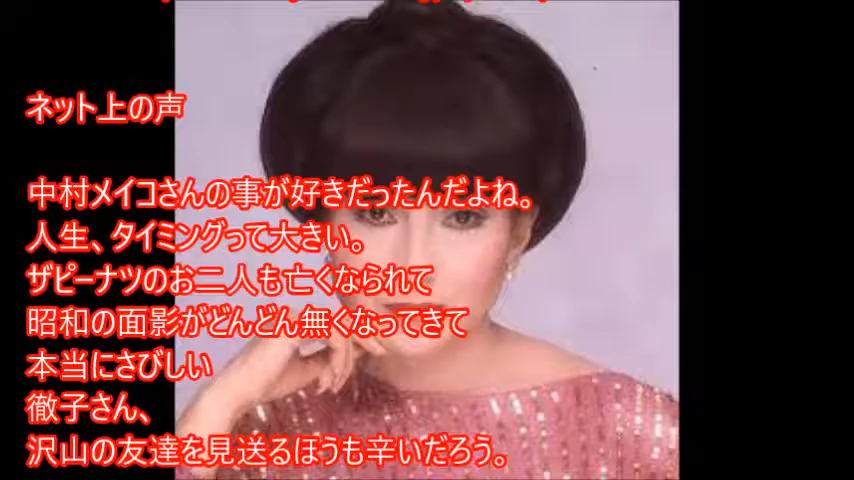 ネット上の声
中村メイコさんの事が好きだったんだよね。
人生、タイミングって大きい。
ザピーナツのお二人も亡くなられて
昭和の面影がどんどん無くなってきて
本当にさびしい
徹子さん、
沢山の友達を見送るほうも辛いだろう。